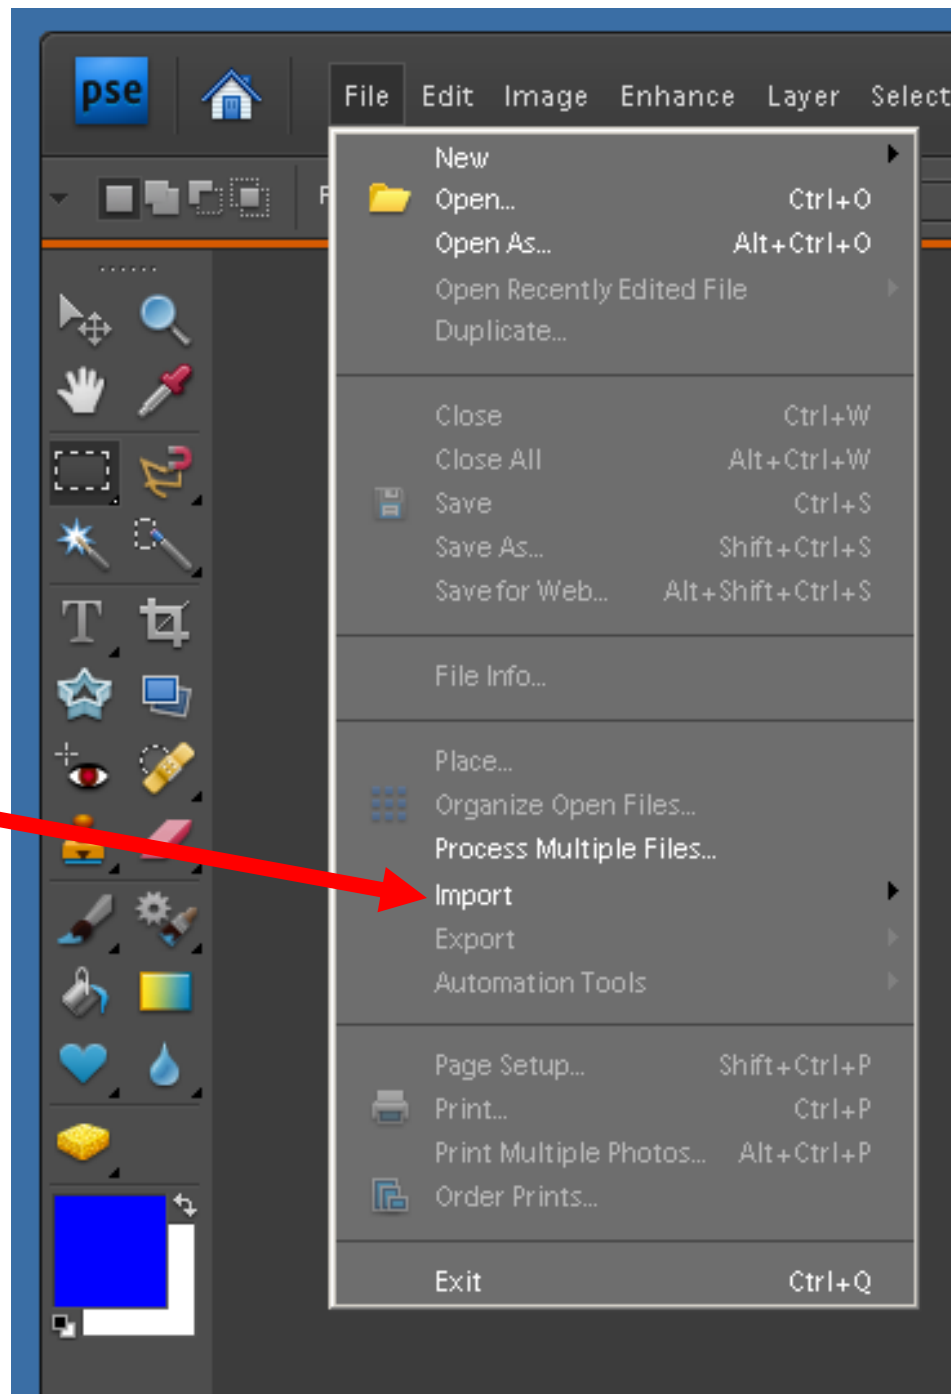 pse
File Edit Image Enhance Layer Select
New
Open... Ctrl+O
Open As... Alt+Ctrl+O
Open Recently Edited File
Duplicate...
Close Ctrl+W
Close All Alt+Ctrl+W
Save Ctrl+S
Save As... Shift+Ctrl+S
Save for Web... Alt+Shift+Ctrl+S
File Info...
Place...
Organize Open Files...
Process Multiple Files...
Import
Export
Automation Tools
Page Setup... Shift+Ctrl+P
Print... Ctrl+P
Print Multiple Photos... Alt+Ctrl+P
Order Prints...
Exit Ctrl+Q